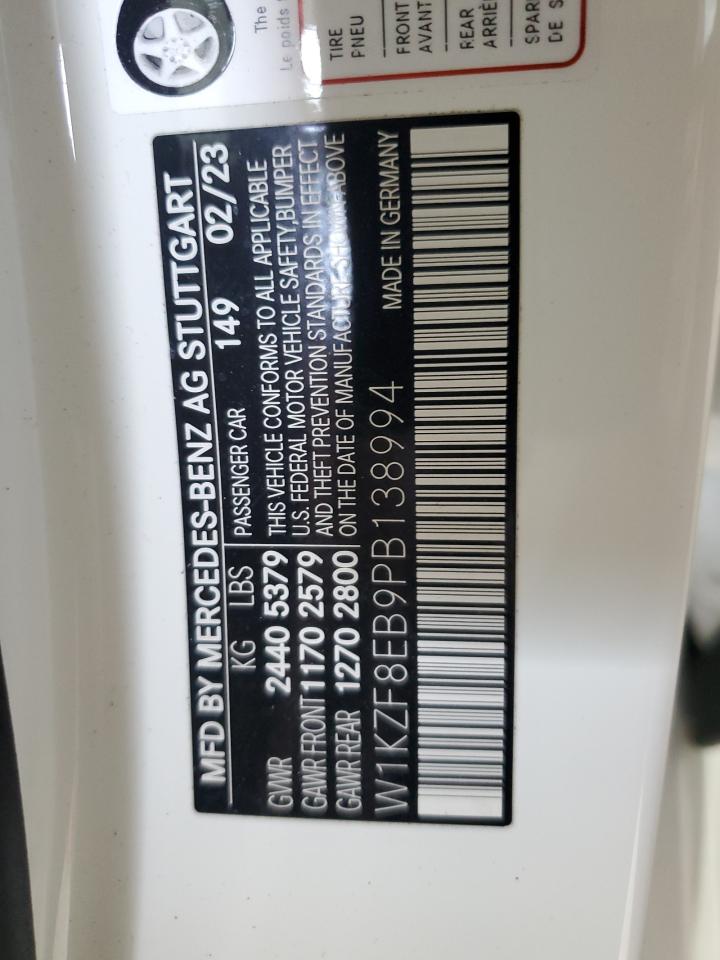 The
Le poids
TIRE
PNEU
FRONT
AVANT
REAR
SPAR
DE S
MFD BY MERCEDES-BENZ AG STUTTGART
KG LBS PASSENGER CAR 149 02/23
GVWR 2440 5379 THIS VEHICLE CONFORMS TO ALL APPLICABLE
U.S. FEDERAL MOTOR VEHICLE SAFETY,BUMPER
GAWR FRONT 1170 2579 AND THEFT PREVENTION STANDARDS IN EFFECT
GAWR REAR 1270 2800 ON THE DATE OF MANUFACTURE SHOWN ABOVE
W1KZF8EB9PB138994 MADE IN GERMANY